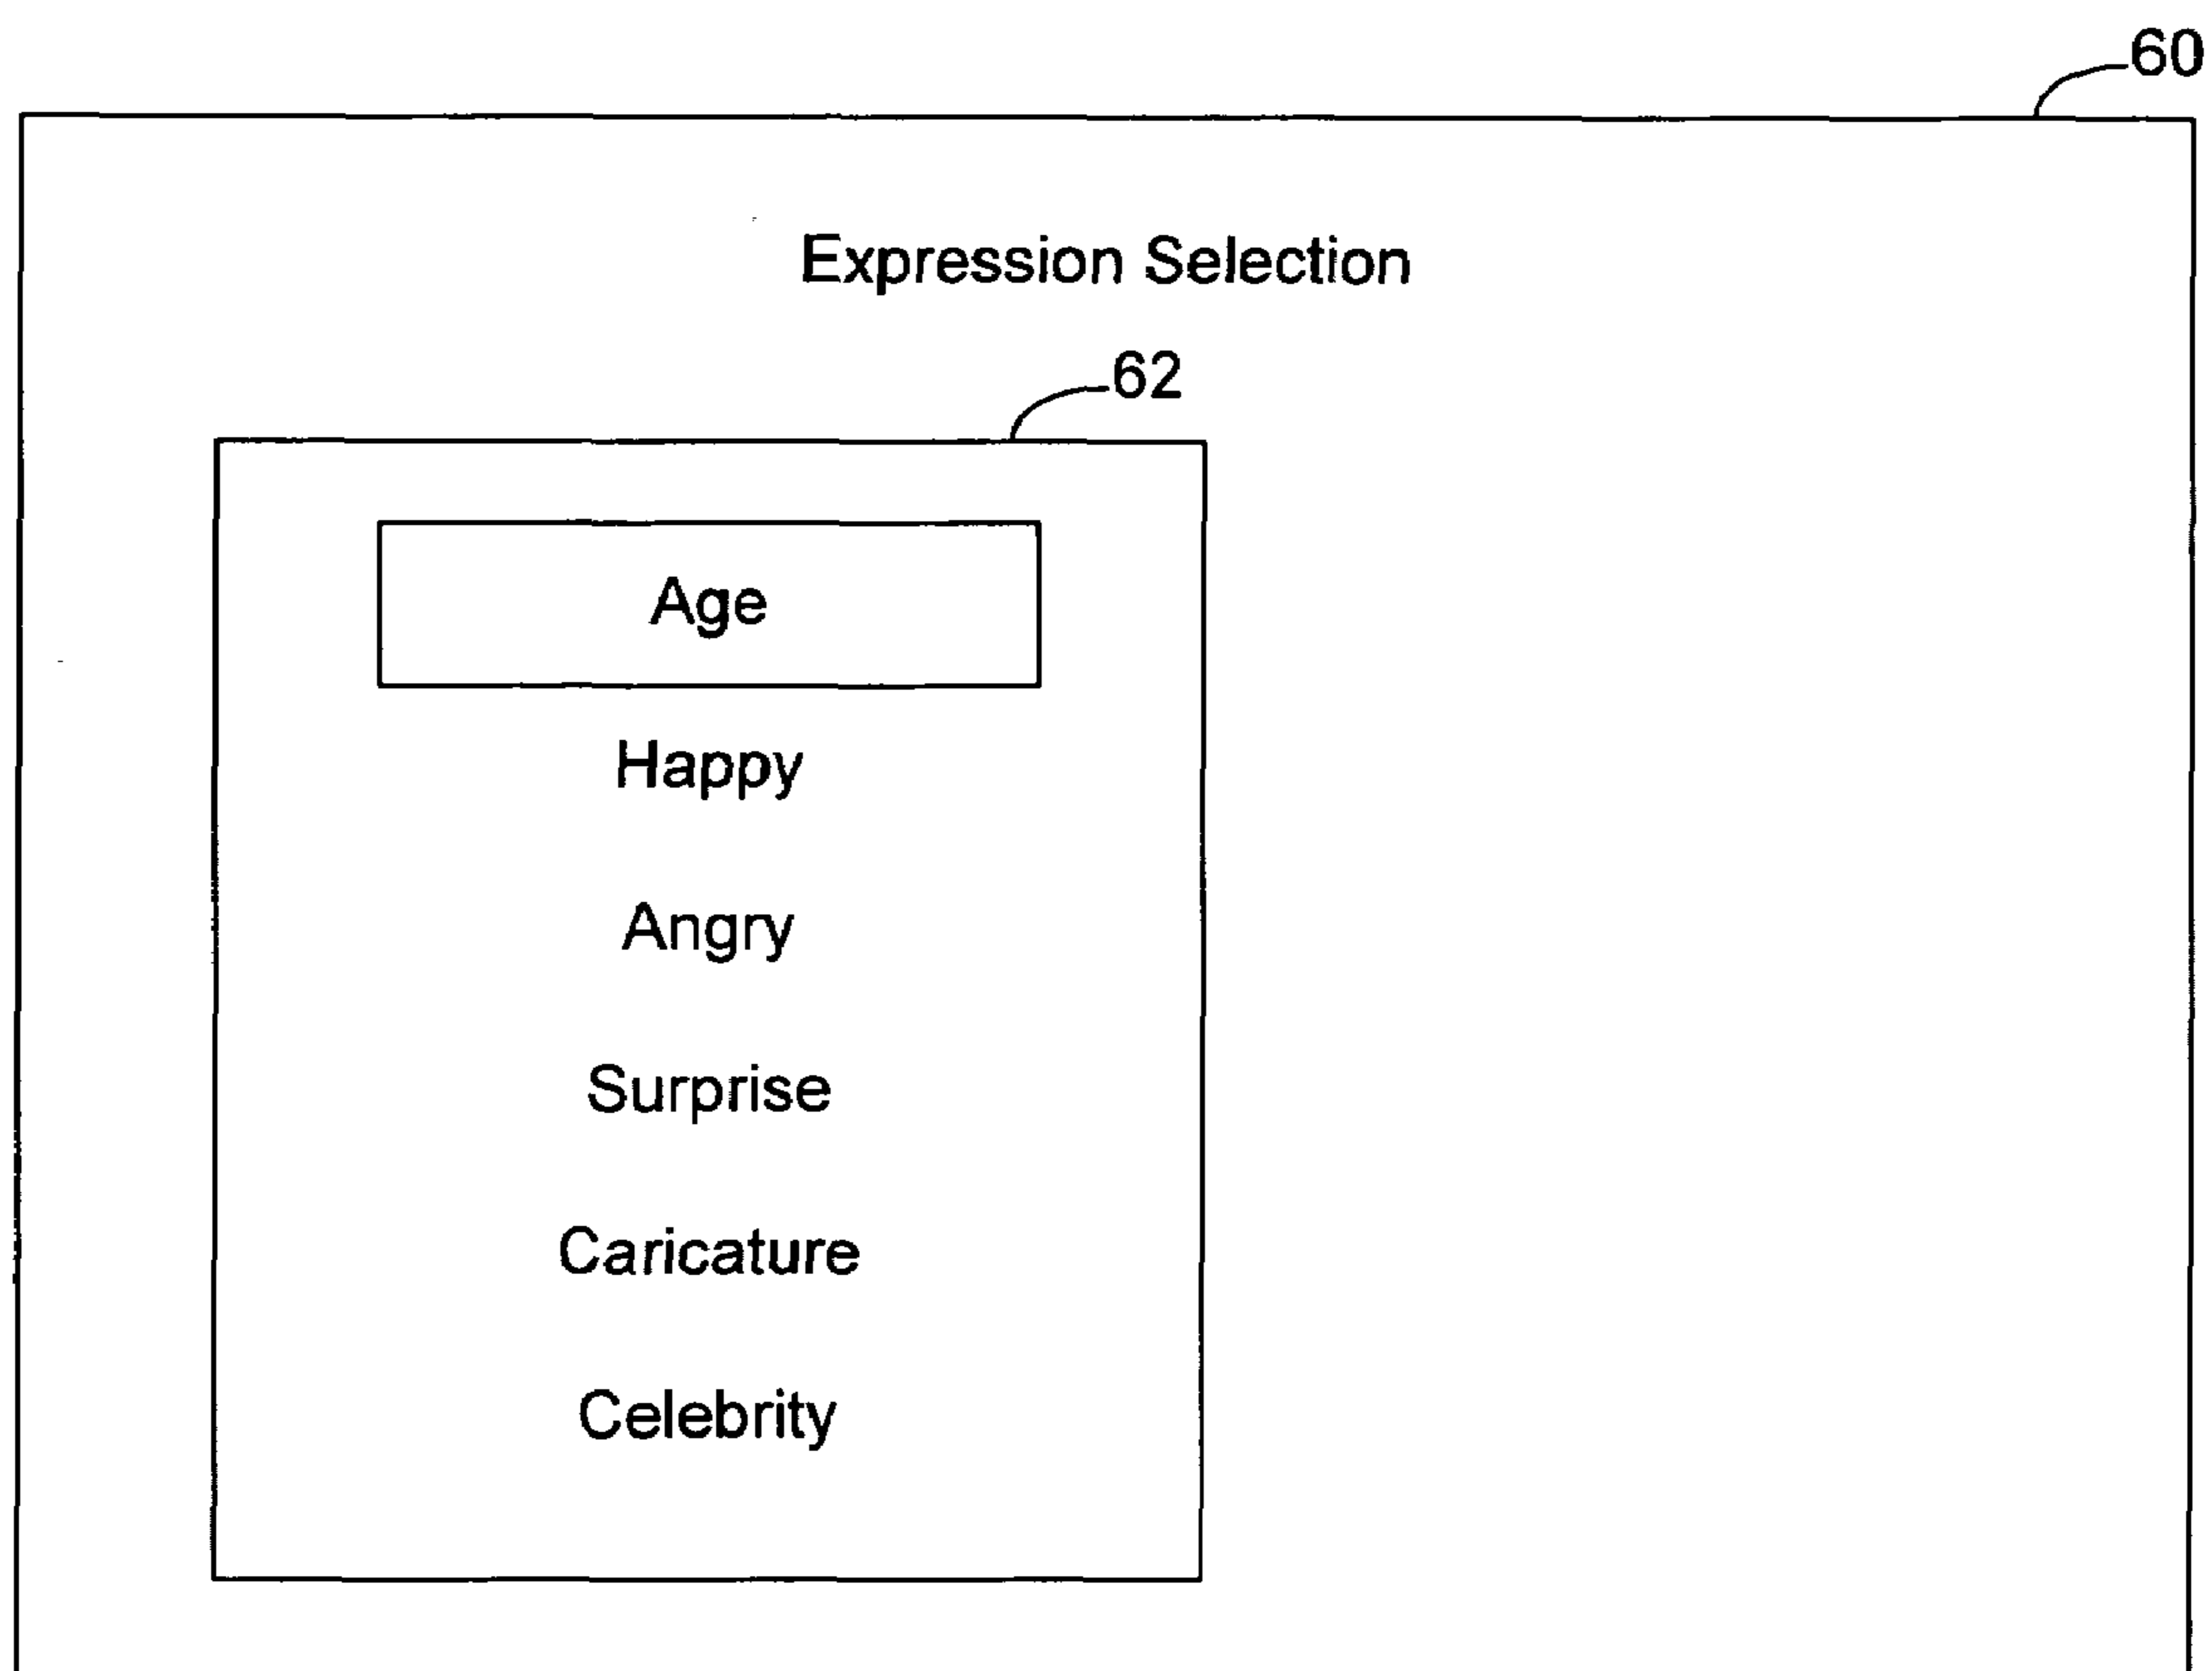 60
Expression Selection
62
Age
Happy
Angry
Surprise
Caricature
Celebrity